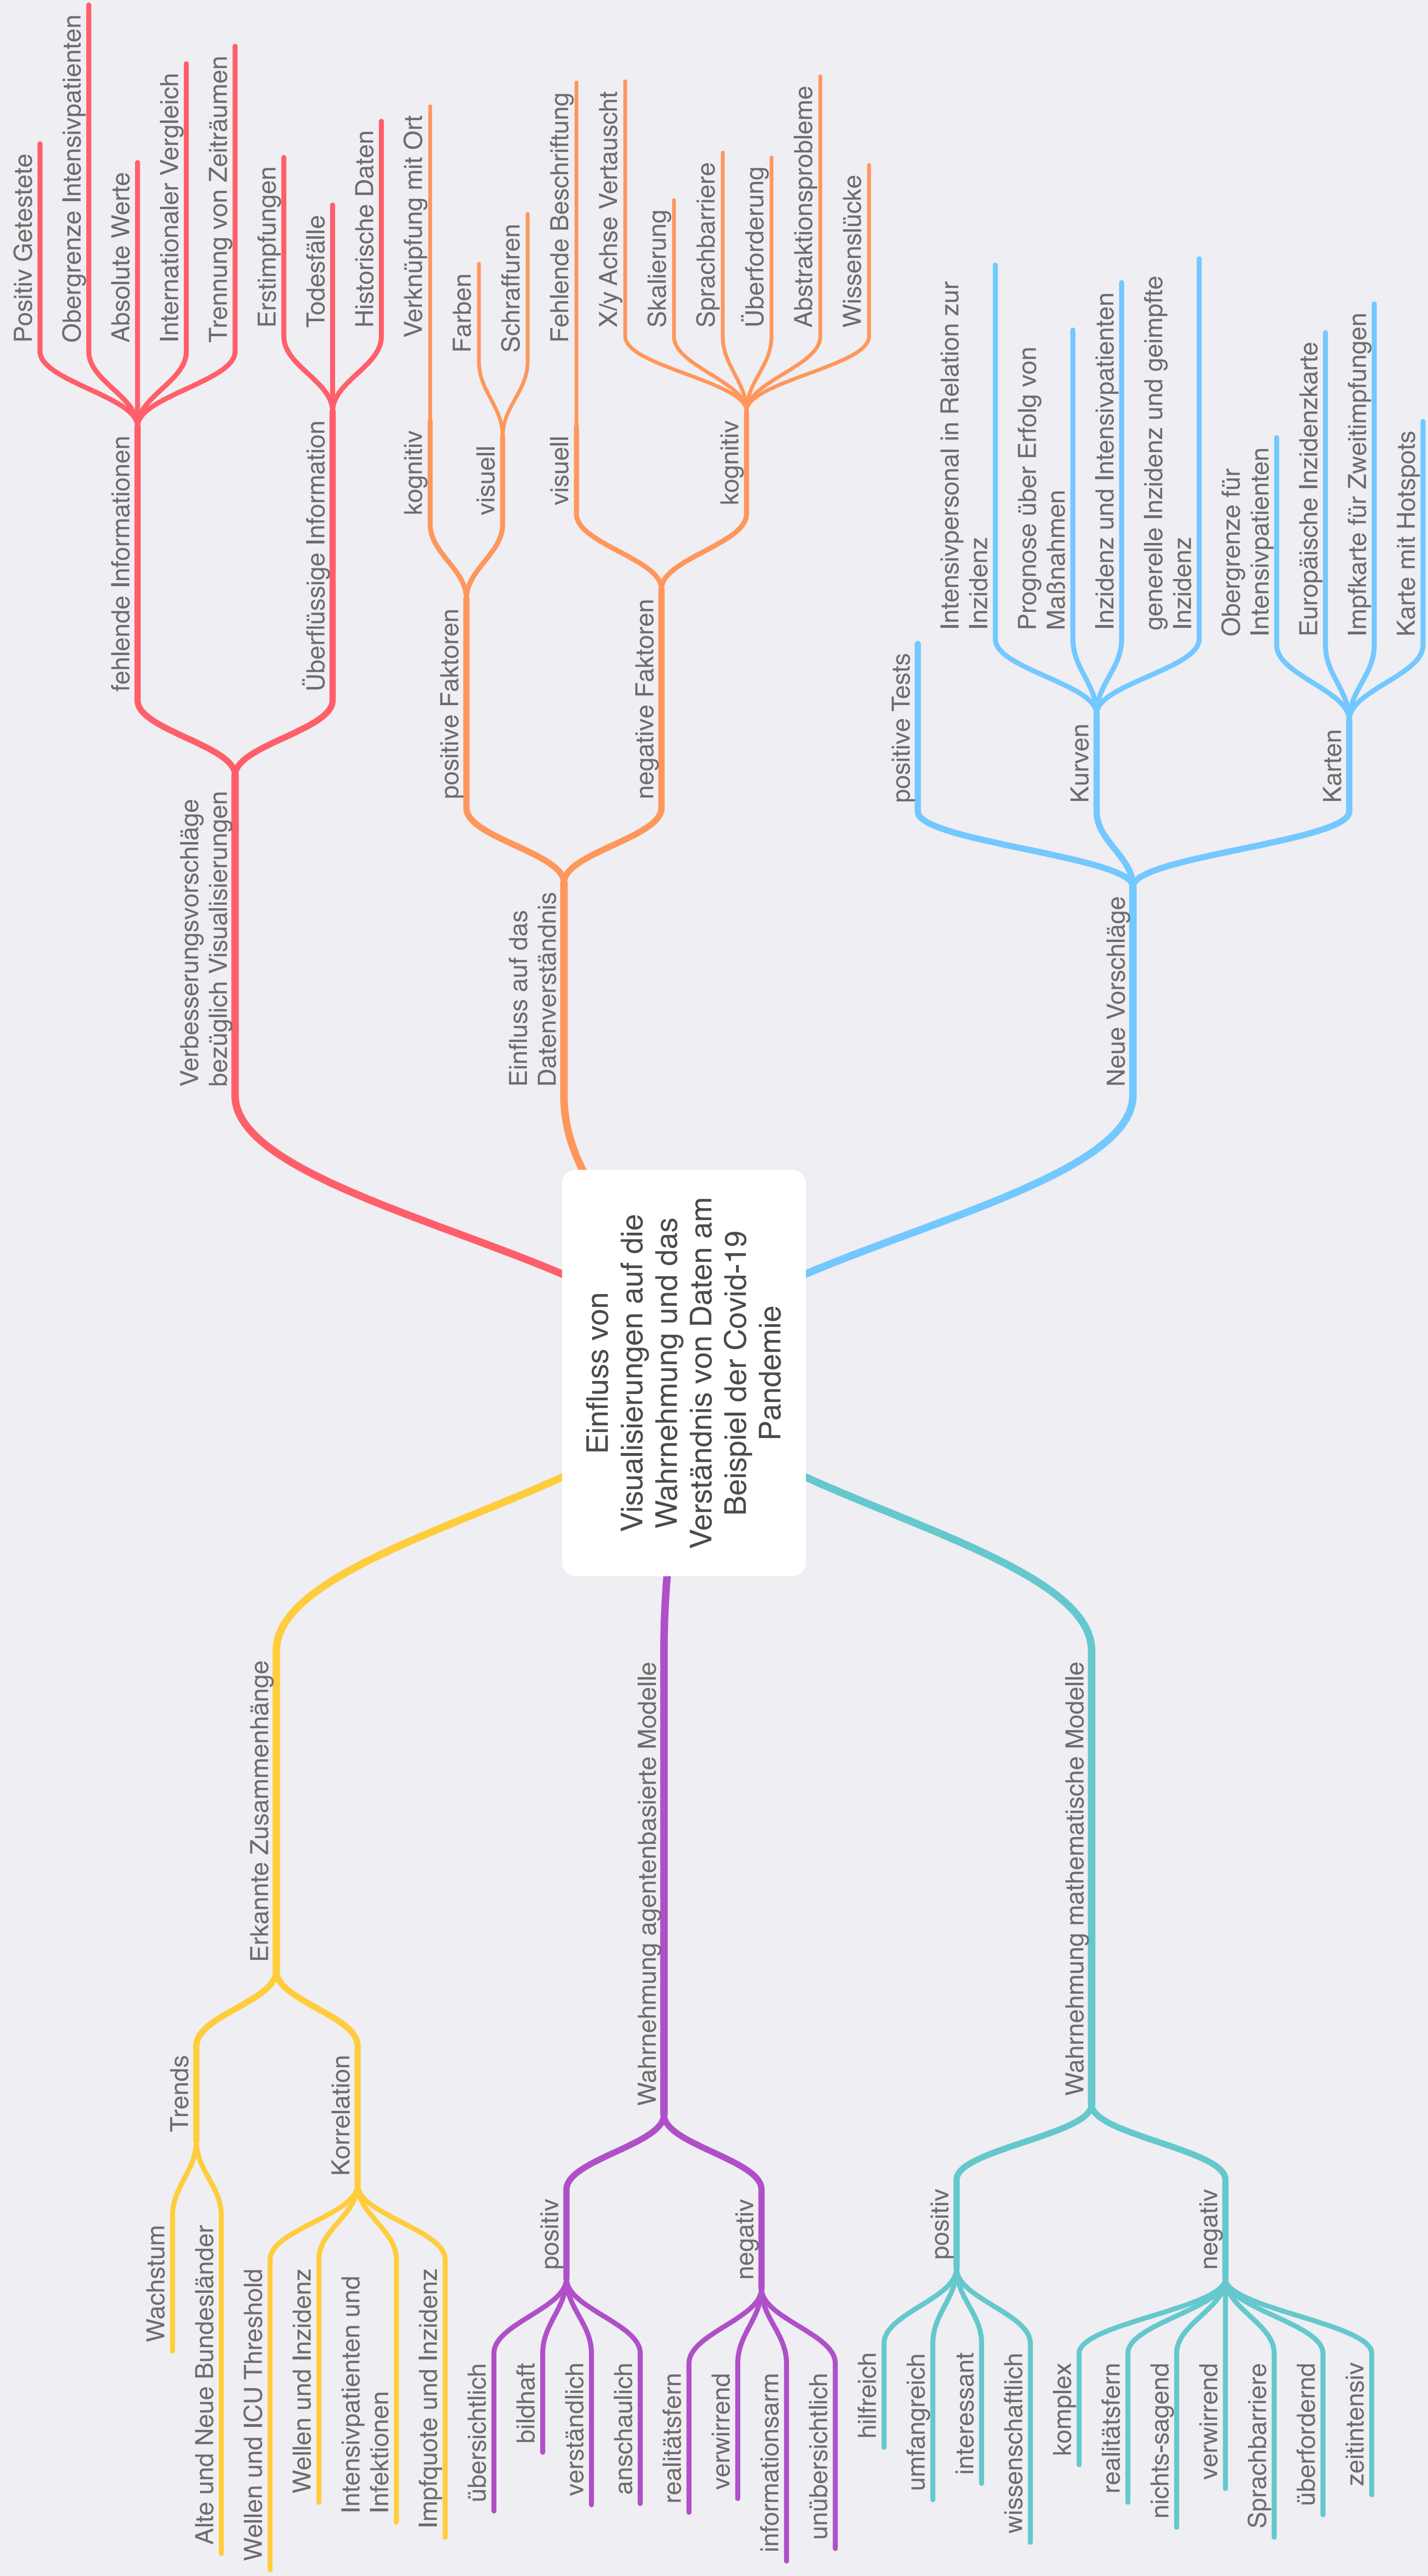 Einfluss von
Visualisierungen auf die
Wahrnehmung und das
Verständnis von Daten am
Beispiel der Covid-19
Pandemie
Verbesserungsvorschläge
bezüglich Visualisierungen
fehlende Informationen
Positiv Getestete
Obergrenze Intensivpatienten
Absolute Werte
Internationaler Vergleich
Trennung von Zeiträumen
Überflüssige Information
Erstimpfungen
Todesfälle
Historische Daten
Einfluss auf das
Datenverständnis
positive Faktoren
kognitiv
Verknüpfung mit Ort
visuell
Farben
Schraffuren
negative Faktoren
visuell
Fehlende Beschriftung
kognitiv
X/y Achse Vertauscht
Skalierung
Sprachbarriere
Überforderung
Abstraktionsprobleme
Wissenslücke
Neue Vorschläge
positive Tests
Kurven
Intensivpersonal in Relation zur
Inzidenz
Prognose über Erfolg von
Maßnahmen
Inzidenz und Intensivpatienten
generelle Inzidenz und geimpfte
Inzidenz
Karten
Obergrenze für
Intensivpatienten
Europäische Inzidenzkarte
Impfkarte für Zweitimpfungen
Karte mit Hotspots
Erkannte Zusammenhänge
Trends
Wachstum
Alte und Neue Bundesländer
Korrelation
Wellen und ICU Threshold
Wellen und Inzidenz
Intensivpatienten und
Infektionen
Impfquote und Inzidenz
Wahrnehmung agentenbasierte Modelle
positiv
übersichtlich
bildhaft
verständlich
anschaulich
negativ
realitätsfern
verwirrend
informationsarm
unübersichtlich
Wahrnehmung mathematische Modelle
positiv
hilfreich
umfangreich
interessant
wissenschaftlich
negativ
komplex
realitätsfern
nichts-sagend
verwirrend
Sprachbarriere
überfordernd
zeitintensiv